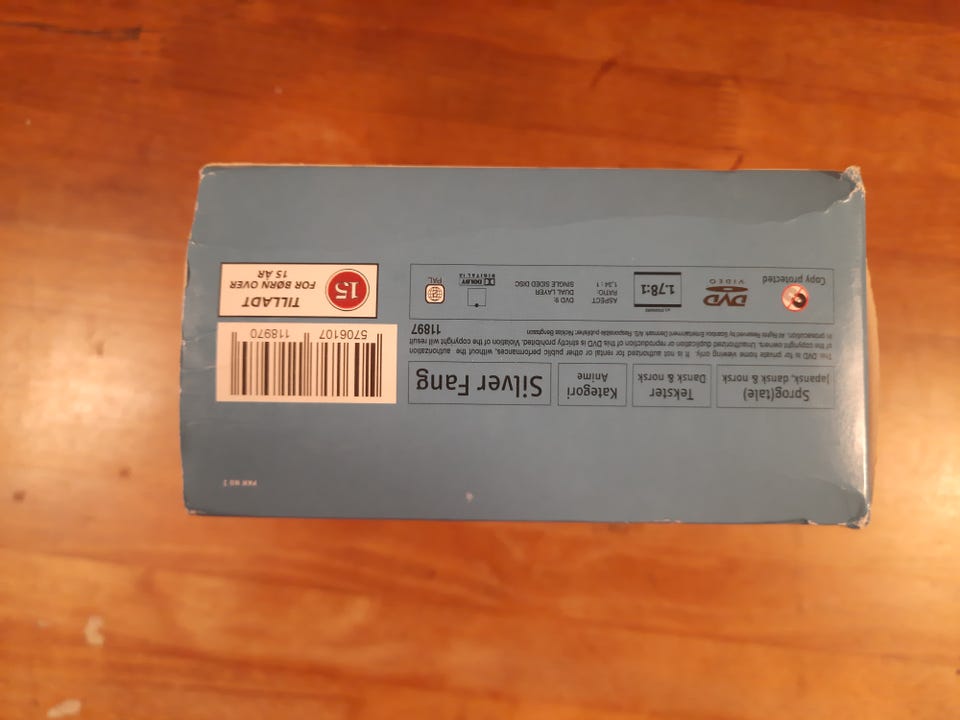 Sprog(tale)
Japansk, dansk & norsk
Tekster
Dansk & norsk
Kategori
Anime
Silver Fang
This DVD is for private home viewing only. It is not authorized for rental or other public performances, without the authorization
of the copyright owners. Unauthorized duplication or reproduction of this DVD is strictly prohibited. Violation of the copyright will result
in prosecution. All Rights Reserved by Scanbox Entertainment Denmark A/S. Responsible publisher:
11897
Copy protected
DVD
VIDEO
1.78:1
ASPECT
RATIO:
1.34:1
DVD 9:
DUAL LAYER
SINGLE SIDED DISC
DOLBY
DIGITAL
PAL
5706107 118970
15
TILLADT
FOR BØRN OVER
15 ÅR